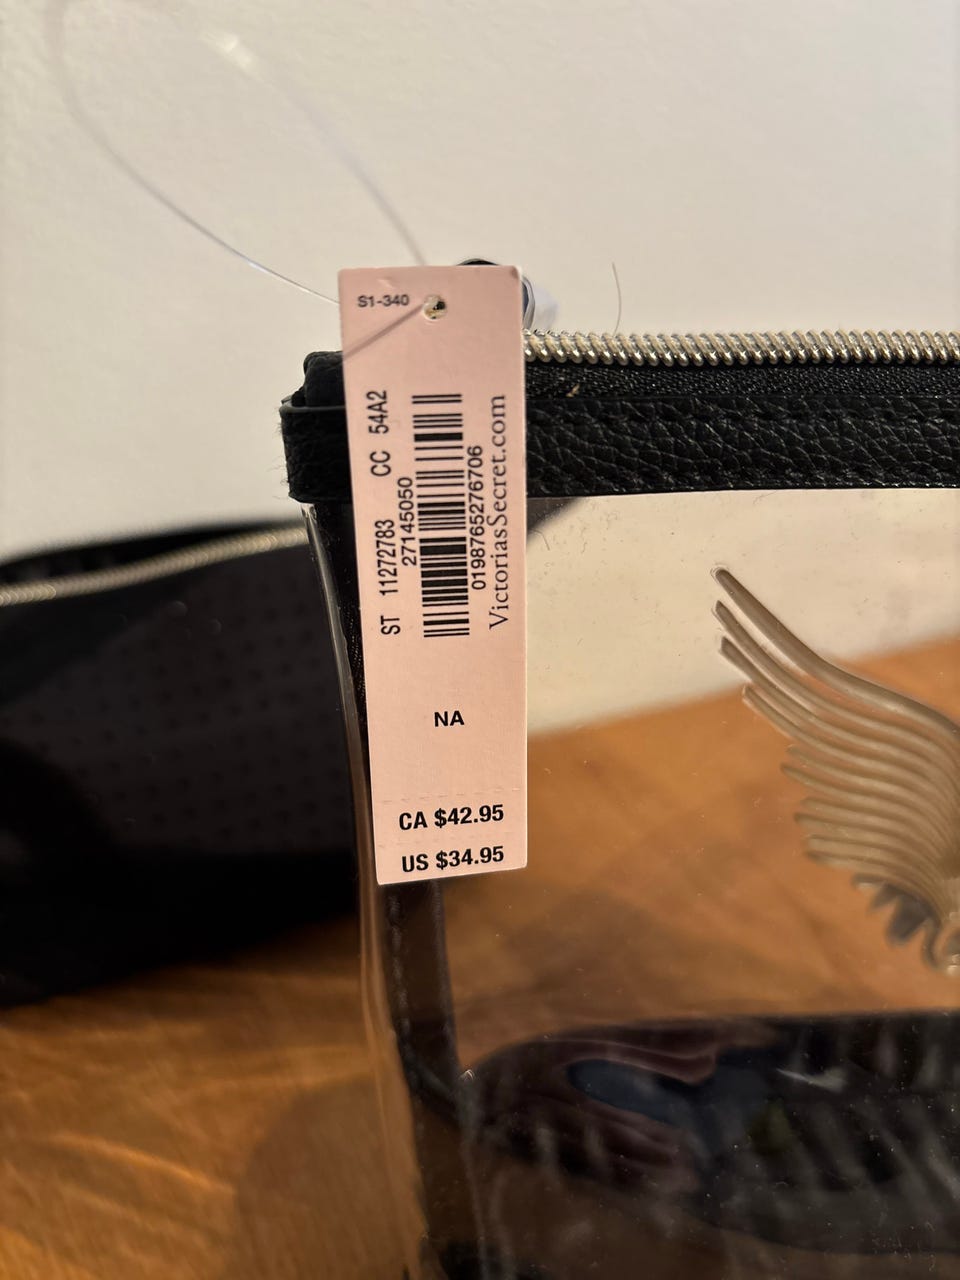 S1-340
ST 11272783 CC 54A2
27145050
0198765276706
VictoriasSecret.com
NA
CA $42.95
US $34.95